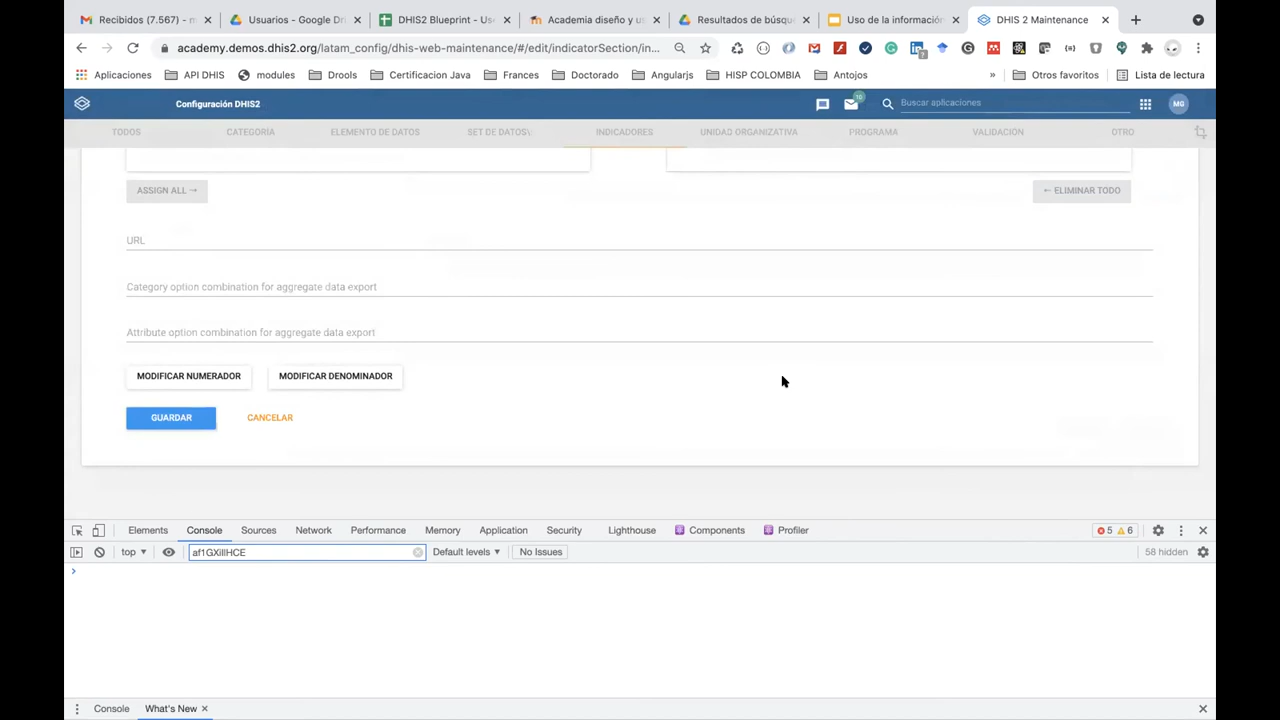 Recibidos (7.567) - m
Usuarios - Google Dri
DHIS2 Blueprint - Use
Academia diseño y us
Resultados de búsqu
Uso de la información
DHIS 2 Maintenance
academy.demos.dhis2.org/latam_config/dhis-web-maintenance/#/edit/indicatorSection/in...
Aplicaciones
API DHIS
modules
Drools
Certificacion Java
Frances
Doctorado
Angularjs
HISP COLOMBIA
Antojos
»
Otros favoritos
Lista de lectura
Configuración DHIS2
10
Buscar aplicaciones
MG
TODOS
CATEGORÍA
ELEMENTO DE DATOS
SET DE DATOS\
INDICADORES
UNIDAD ORGANIZATIVA
PROGRAMA
VALIDACION
OTRO
ASSIGN ALL →
← ELIMINAR TODO
URL
Category option combination for aggregate data export
Attribute option combination for aggregate data export
MODIFICAR NUMERADOR
MODIFICAR DENOMINADOR
GUARDAR
CANCELAR
Elements
Console
Sources
Network
Performance
Memory
Application
Security
Lighthouse
Components
Profiler
5
6
top
af1GXillHCE
Default levels
No Issues
58 hidden
Console
What's New